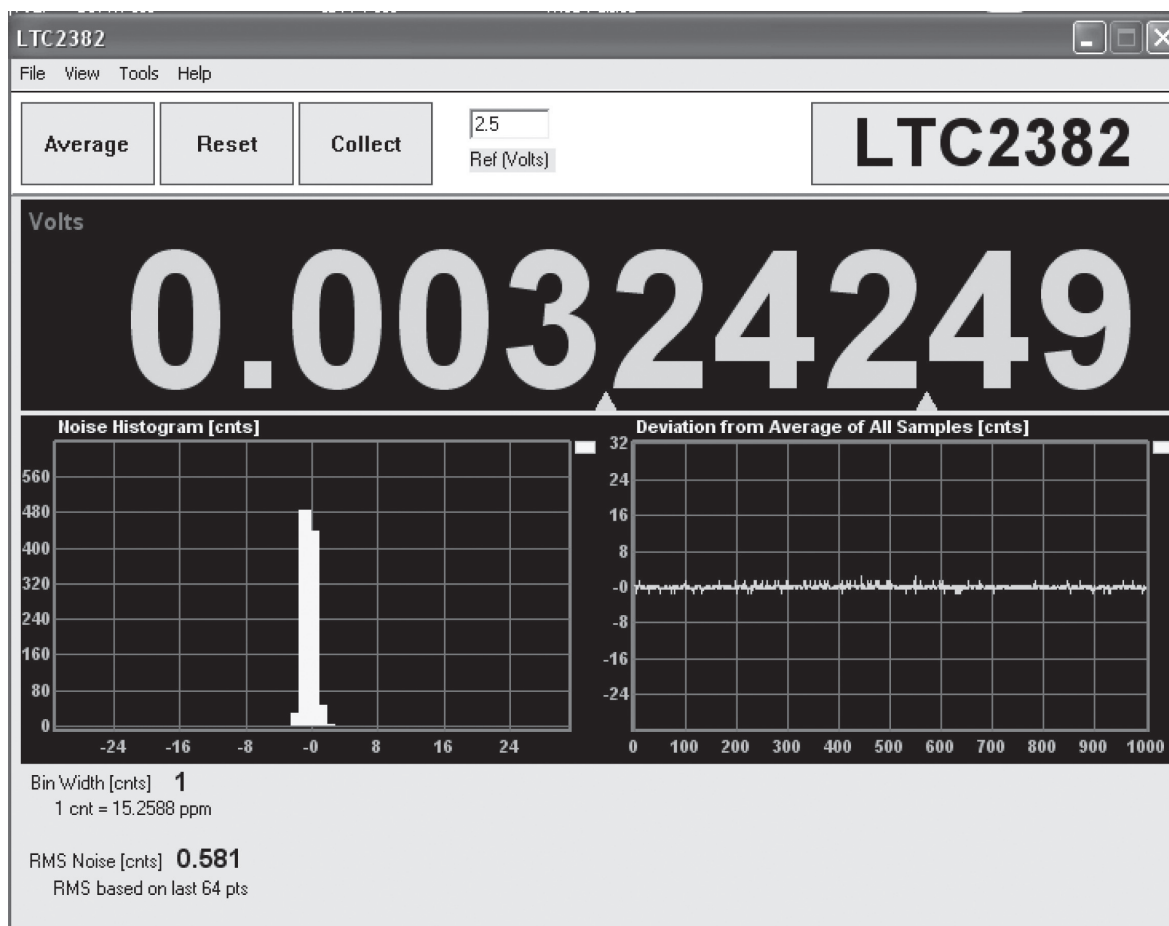 LTC2382
File View Tools Help
Average Reset Collect
2.5
Ref (Volts)
LTC2382
Volts
0.00324249
Noise Histogram [cnts]
560
480
400
320
240
160
80
0
-24 -16 -8 -0 8 16 24
Deviation from Average of All Samples [cnts]
32
24
16
8
-0
-8
-16
-24
0 100 200 300 400 500 600 700 800 900 1000
Bin Width [cnts] 1
1 cnt = 15.2588 ppm
RMS Noise [cnts] 0.581
RMS based on last 64 pts